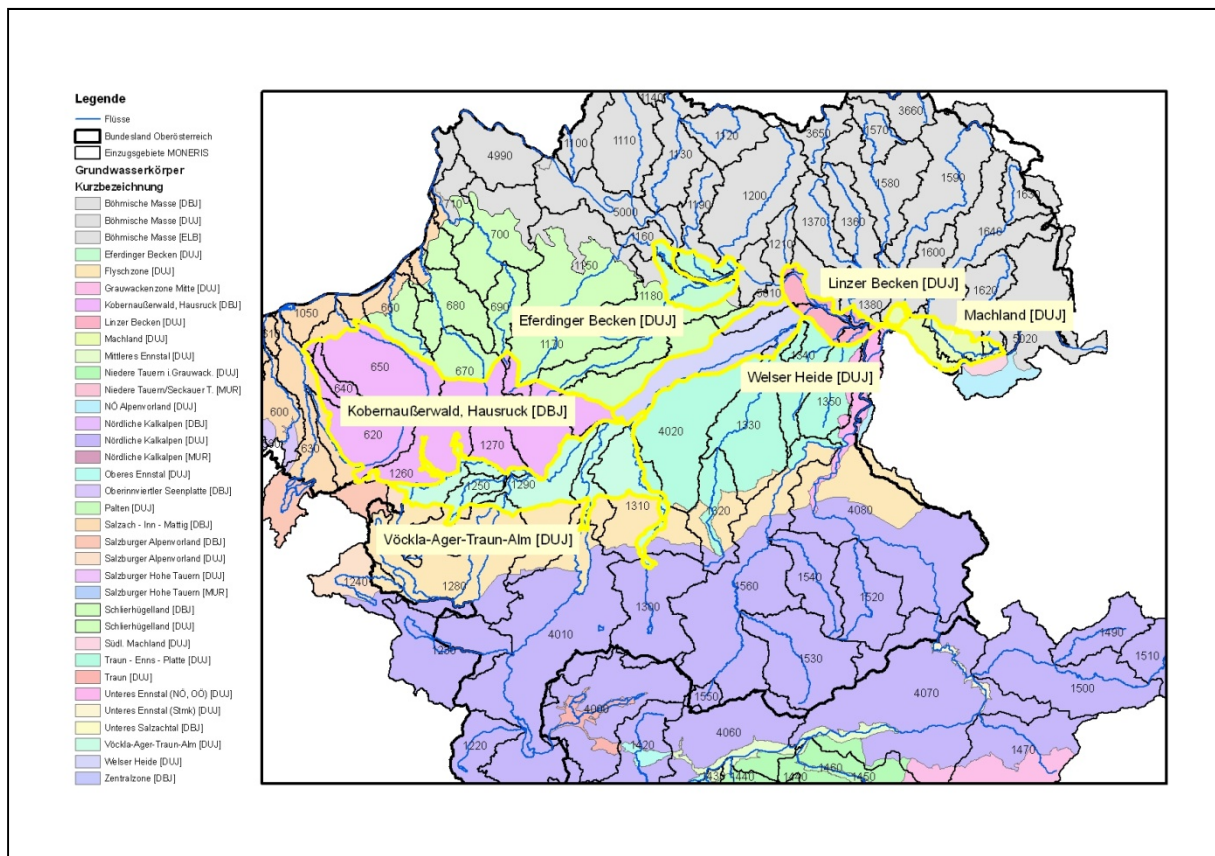 Legende
Flüsse
Bundesland Oberösterreich
Einzugsgebiete MONERIS
Grundwasserkörper
Kurzbezeichnung
Böhmische Masse [DBJ]
Böhmische Masse [DUJ]
Böhmische Masse [ELB]
Eferdinger Becken [DUJ]
Flyschzone [DUJ]
Grauwackenzone Mitte [DUJ]
Kobernaußerwald, Hausruck [DBJ]
Linzer Becken [DUJ]
Machland [DUJ]
Mittleres Ennstal [DUJ]
Niedere Tauern i Grauwack. [DUJ]
Niedere Tauern/Seckauer T. [MUR]
NÖ Alpenvorland [DUJ]
Nördliche Kalkalpen [DBJ]
Nördliche Kalkalpen [DUJ]
Nördliche Kalkalpen [MUR]
Oberes Ennstal [DUJ]
Oberinnviertler Seenplatte [DBJ]
Palten [DUJ]
Salzach - Inn - Mattig [DBJ]
Salzburger Alpenvorland [DBJ]
Salzburger Alpenvorland [DUJ]
Salzburger Hohe Tauern [DUJ]
Salzburger Hohe Tauern [MUR]
Schlierhügelland [DBJ]
Schlierhügelland [DUJ]
Südl. Machland [DUJ]
Traun - Enns - Platte [DUJ]
Traun [DUJ]
Unteres Ennstal (NÖ, OÖ) [DUJ]
Unteres Ennstal (Stmk) [DUJ]
Unteres Salzachtal [DBJ]
Vöckla-Ager-Traun-Alm [DUJ]
Welser Heide [DUJ]
Zentralzone [DBJ]
1140
4990
1100
1110
1130
1120
3650
1570
3660
1590
1580
1630
1200
1190
1370
1360
1640
710
700
5000
1160
1210
1600
1150
1180
5010
1620
Linzer Becken [DUJ]
1380
Machland [DUJ]
5020
1050
660
680
690
Eferdinger Becken [DUJ]
1170
1340
Welser Heide [DUJ]
650
670
640
Kobernaußerwald, Hausruck [DBJ]
600
620
630
1270
1260
4020
1330
1350
1250
1290
1310
1320
4080
Vöckla-Ager-Traun-Alm [DUJ]
1240
1280
1300
1560
1540
1520
4010
1530
1550
1490
1510
1500
4070
4000
4060
1220
1420
1430
1440
1440
1460
1450
1470